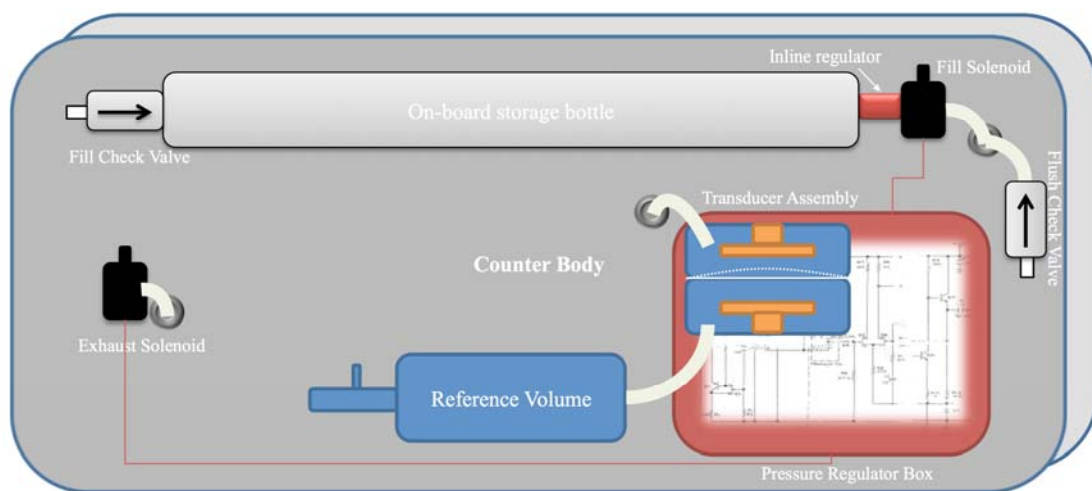 Inline regulator
Fill Solenoid
On-board storage bottle
Fill Check Valve
Flush Check Valve
Transducer Assembly
Counter Body
Exhaust Solenoid
Reference Volume
Pressure Regulator Box